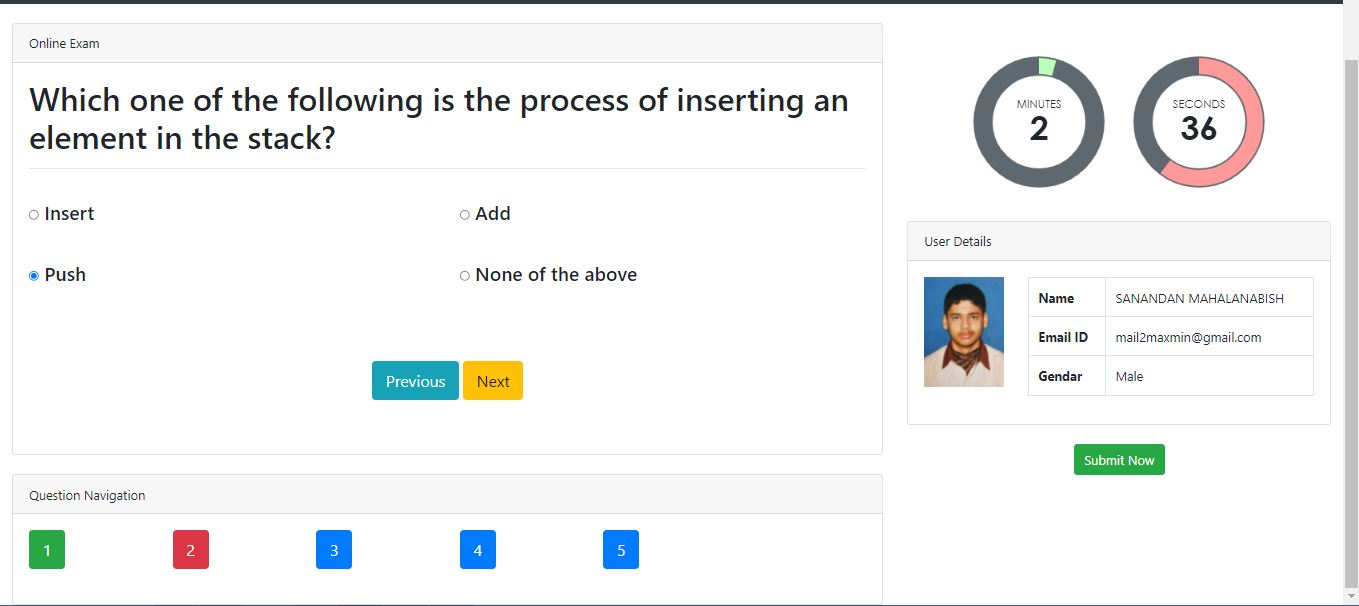 Online Exam
Which one of the following is the process of inserting an
element in the stack?
Insert
Add
Push
None of the above
Previous
Next
Question Navigation
1
2
3
4
5
MINUTES
2
SECONDS
36
User Details
Name
SANANDAN MAHALANABISH
Email ID
mail2maxmin@gmail.com
Gendar
Male
Submit Now